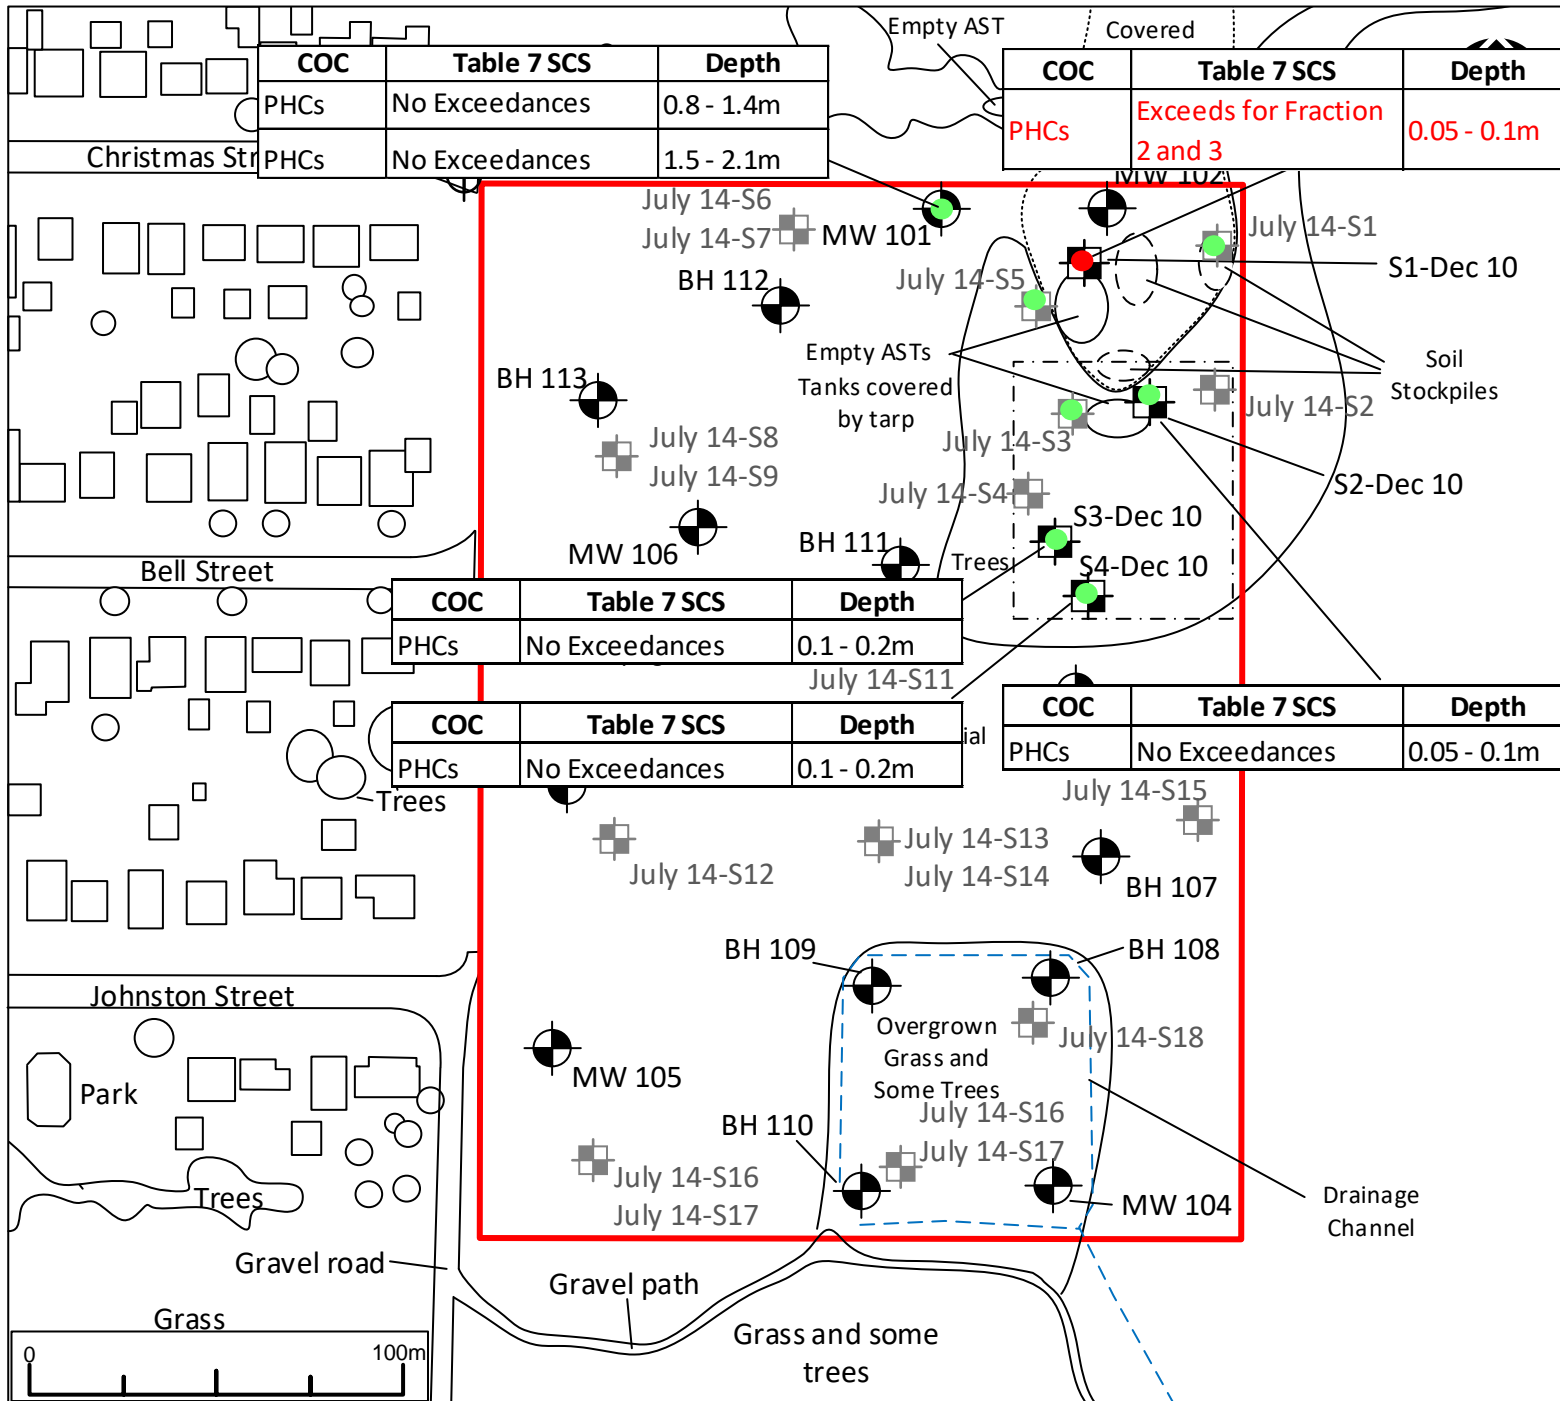 Empty AST
Covered
COC Table 7 SCS Depth
PHCs No Exceedances 0.8 - 1.4m
PHCs No Exceedances 1.5 - 2.1m
COC Table 7 SCS Depth
PHCs Exceeds for Fraction 2 and 3 0.05 - 0.1m
Christmas Str
MW 102
July 14-S6
July 14-S7
MW 101
July 14-S1
S1-Dec 10
BH 112
July 14-S5
Empty ASTs
Tanks covered
by tarp
Soil
Stockpiles
BH 113
July 14-S2
July 14-S8
July 14-S9
July 14-S3
July 14-S4
S2-Dec 10
S3-Dec 10
MW 106
BH 111
Trees
S4-Dec 10
Bell Street
COC Table 7 SCS Depth
PHCs No Exceedances 0.1 - 0.2m
July 14-S11
COC Table 7 SCS Depth
PHCs No Exceedances 0.1 - 0.2m
ial
COC Table 7 SCS Depth
PHCs No Exceedances 0.05 - 0.1m
Trees
July 14-S15
July 14-S12
July 14-S13
July 14-S14
BH 107
BH 109
BH 108
Johnston Street
Overgrown
Grass and
Some Trees
July 14-S18
MW 105
Park
July 14-S16
July 14-S17
BH 110
July 14-S16
July 14-S17
Trees
MW 104
Drainage
Channel
Gravel road
Gravel path
Grass
Grass and some
trees
0 100m